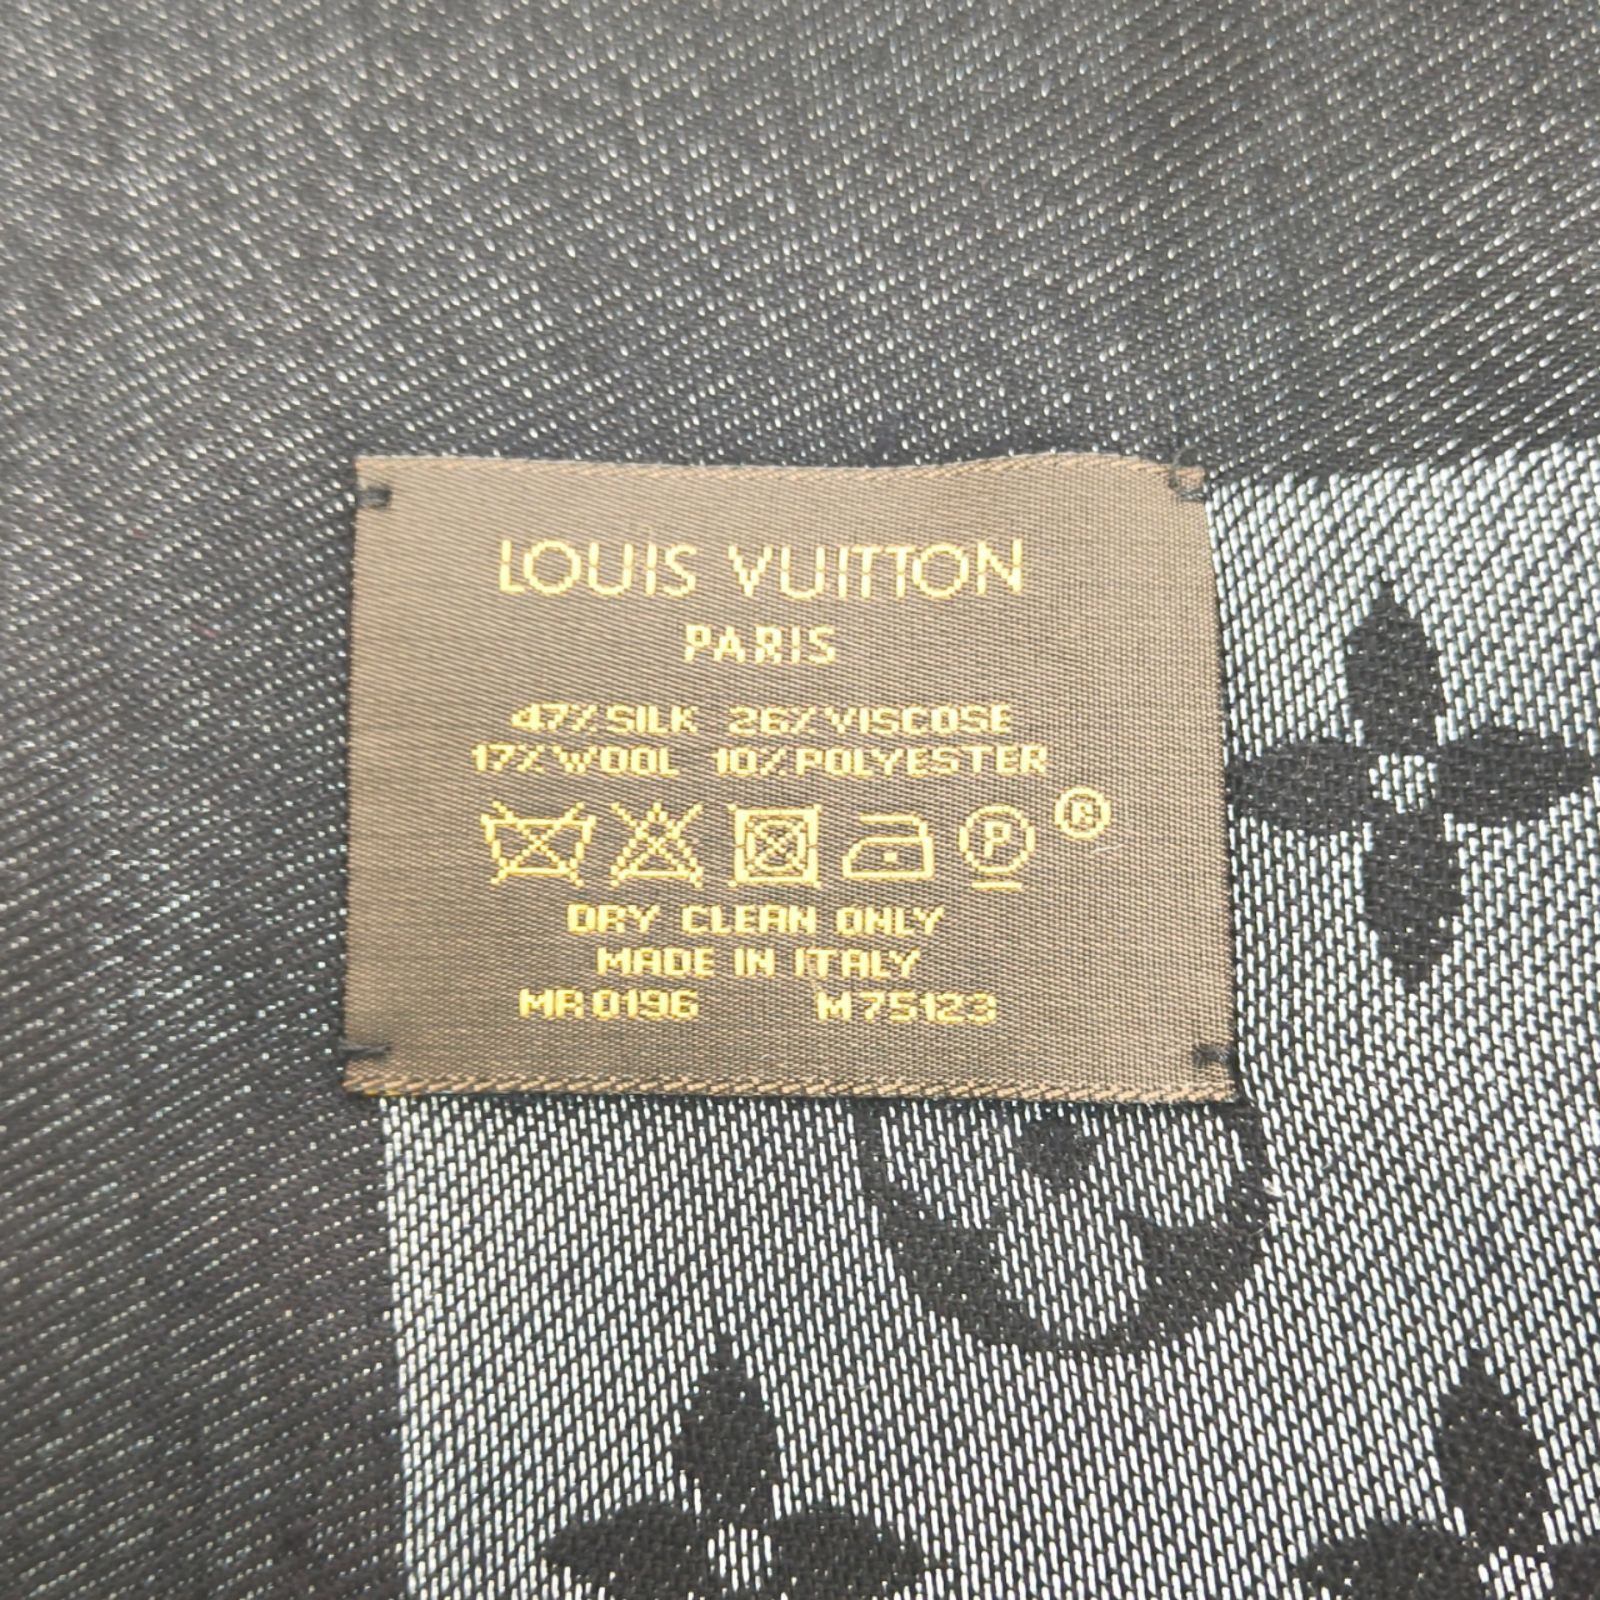 LOUIS VUITTON
PARIS
47% SILK 26% VISCOSE
17% WOOL 10% POLYESTER
P ®
DRY CLEAN ONLY
MADE IN ITALY
MR0196 M75123